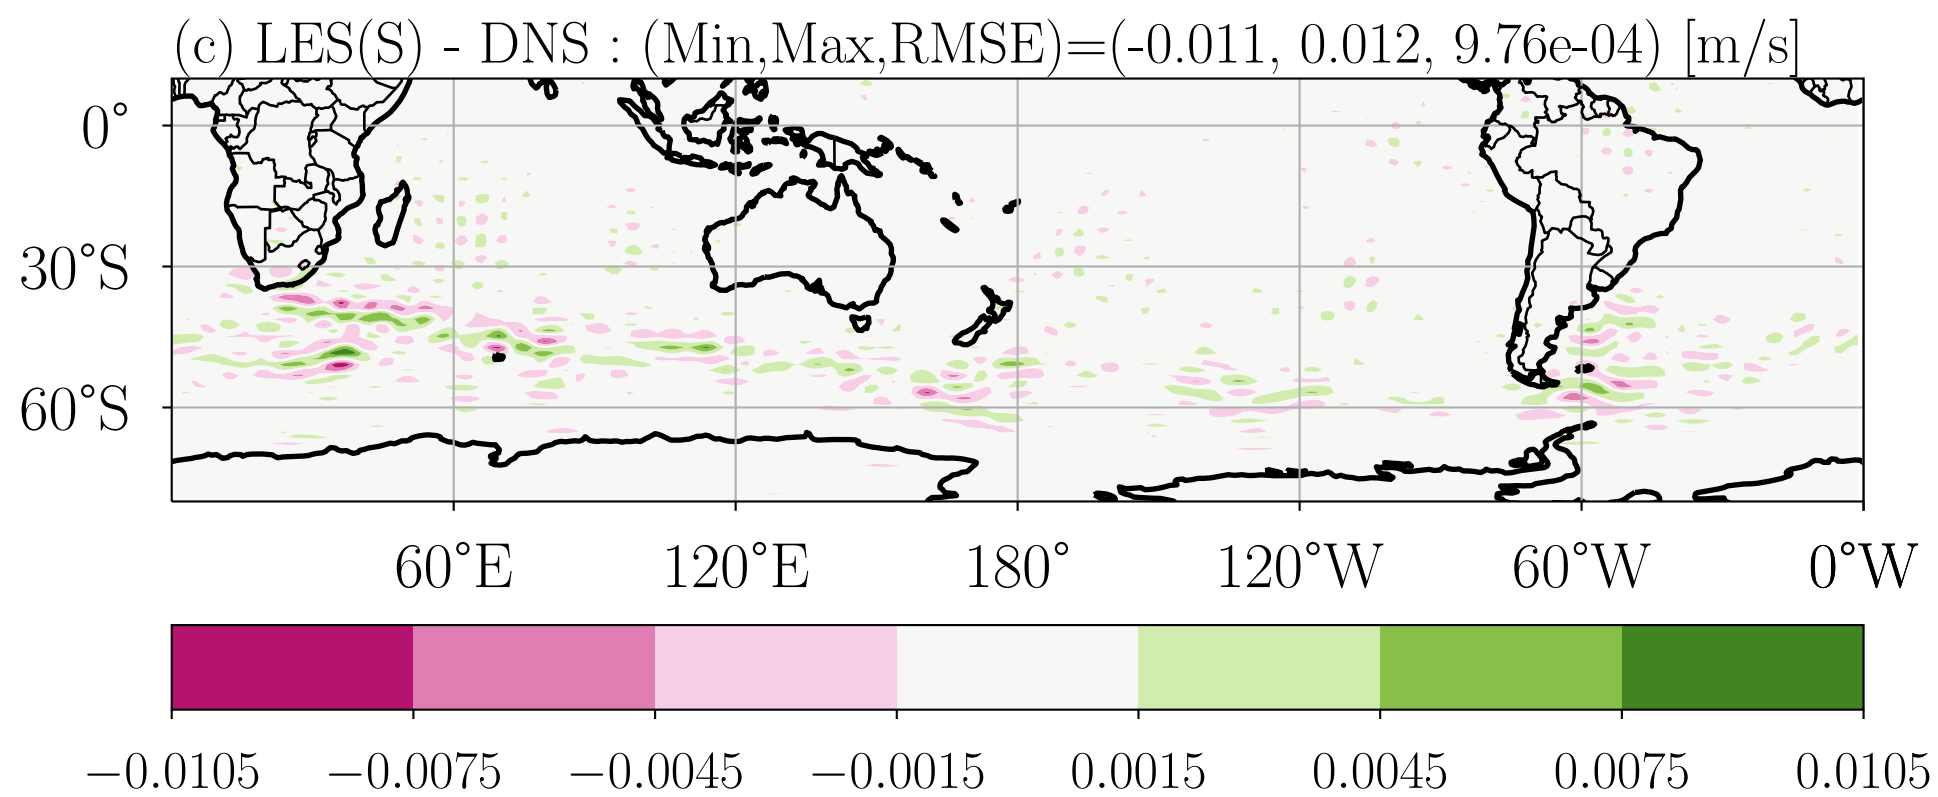 (c) LES(S) - DNS : (Min,Max,RMSE)=(-0.011, 0.012, 9.76e-04) [m/s]
0°
30°S
60°S
60°E 120°E 180° 120°W 60°W 0°W
−0.0105 −0.0075 −0.0045 −0.0015 0.0015 0.0045 0.0075 0.0105